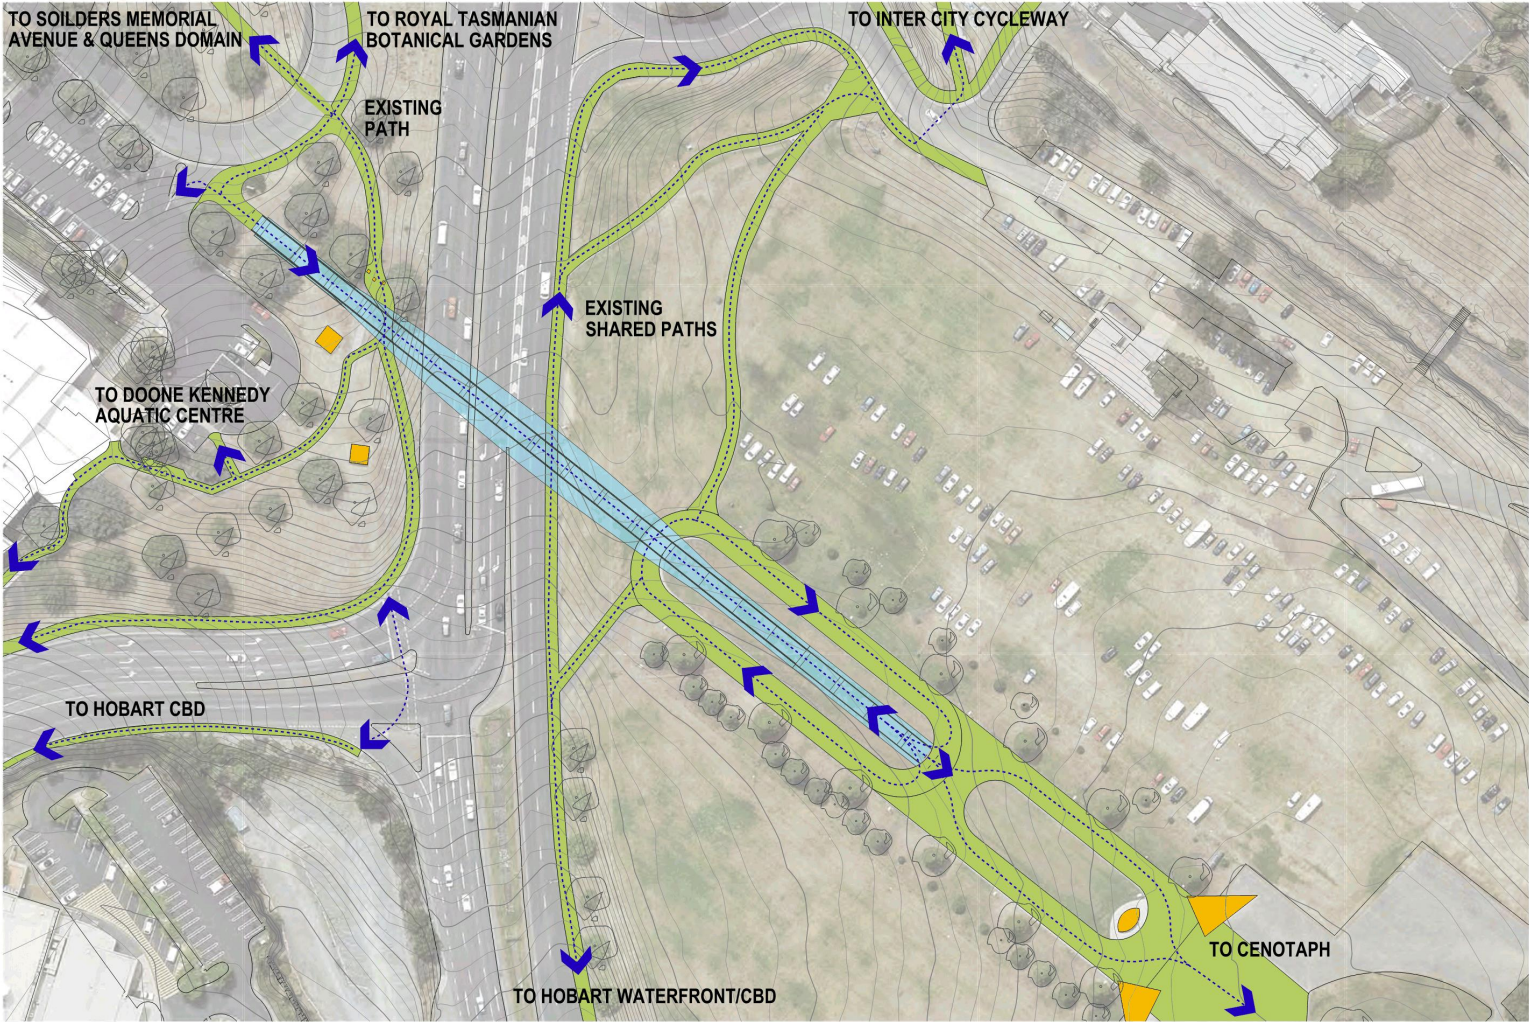 TO SOILDERS MEMORIAL
AVENUE & QUEENS DOMAIN
TO ROYAL TASMANIAN
BOTANICAL GARDENS
TO INTER CITY CYCLEWAY
EXISTING
PATH
EXISTING
SHARED PATHS
TO DOONE KENNEDY
AQUATIC CENTRE
TO HOBART CBD
TO CENOTAPH
TO HOBART WATERFRONT/CBD